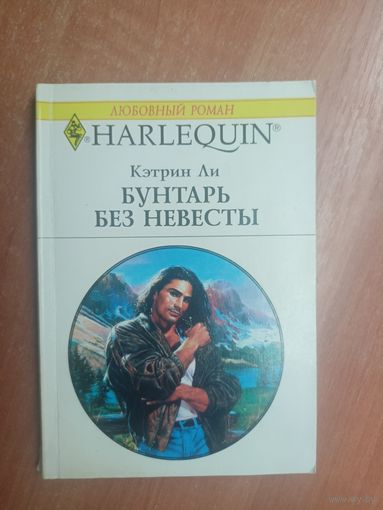 ЛЮБОВНЫЙ РОМАН
® HARLEQUIN®
Кэтрин Ли
БУНТАРЬ
БЕЗ НЕВЕСТЫ